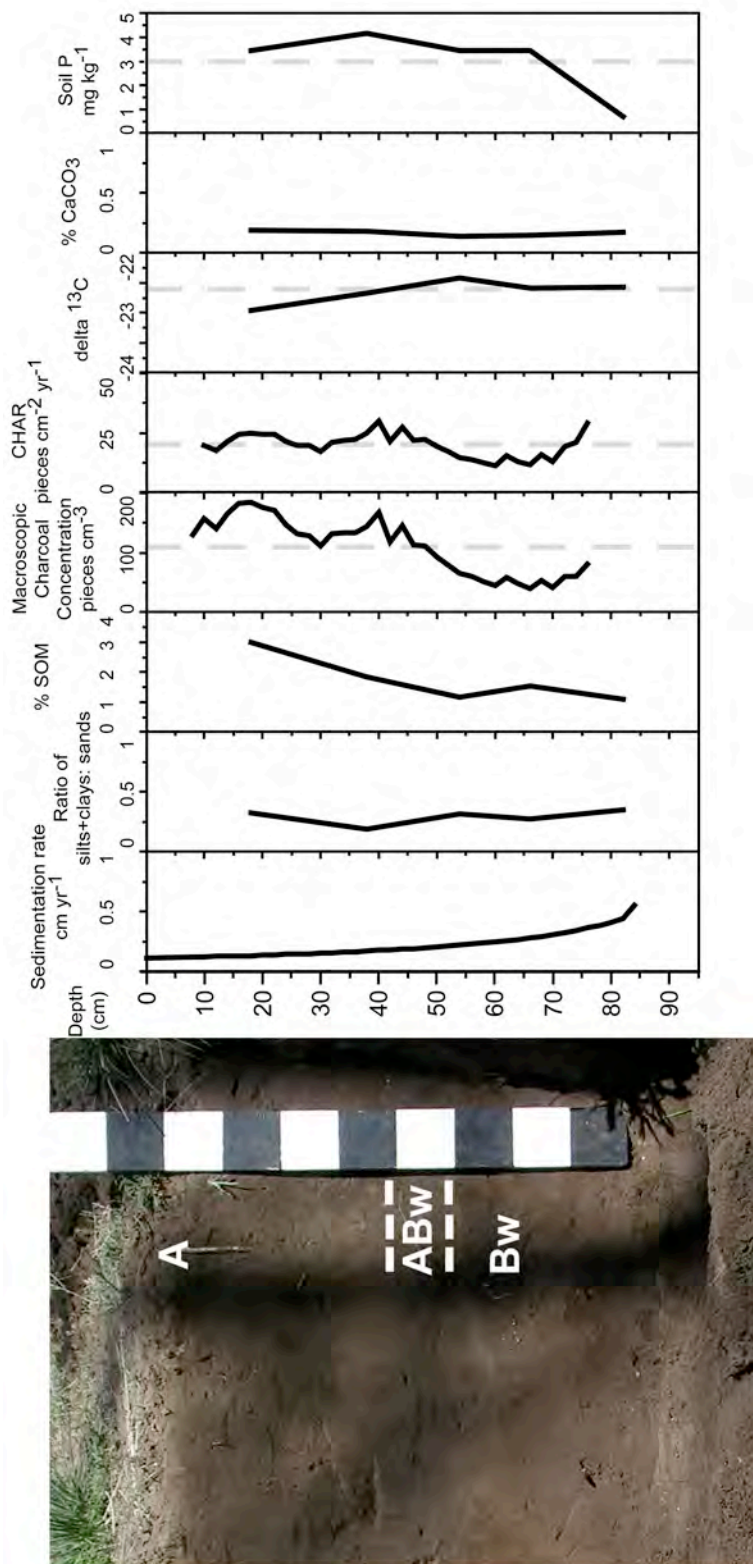 Soil P
mg kg⁻¹
0 1 2 3 4 5
% CaCO₃
0 0.5 1
delta ¹³C
-24 -23 -22
CHAR
pieces cm⁻² yr⁻¹
0 25 50
Macroscopic
Charcoal
Concentration
pieces cm⁻³
0 100 200
% SOM
0 1 2 3 4
Ratio of
silts+clays: sands
0 0.5 1
Sedimentation rate
cm yr⁻¹
0 0.5 1
Depth
(cm)
0 10 20 30 40 50 60 70 80 90
A
ABw
Bw